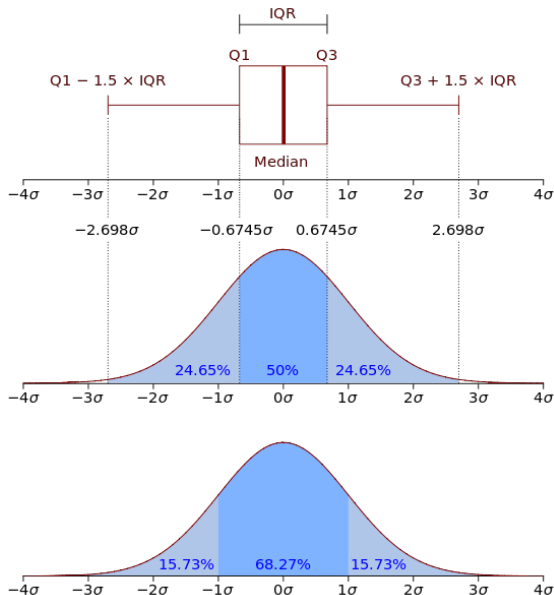 IQR
Q1 Q3
Q1 − 1.5 × IQR Q3 + 1.5 × IQR
Median
−4σ −3σ −2σ −1σ 0σ 1σ 2σ 3σ 4σ
−2.698σ −0.6745σ 0.6745σ 2.698σ
24.65% 50% 24.65%
−4σ −3σ −2σ −1σ 0σ 1σ 2σ 3σ 4σ
15.73% 68.27% 15.73%
−4σ −3σ −2σ −1σ 0σ 1σ 2σ 3σ 4σ